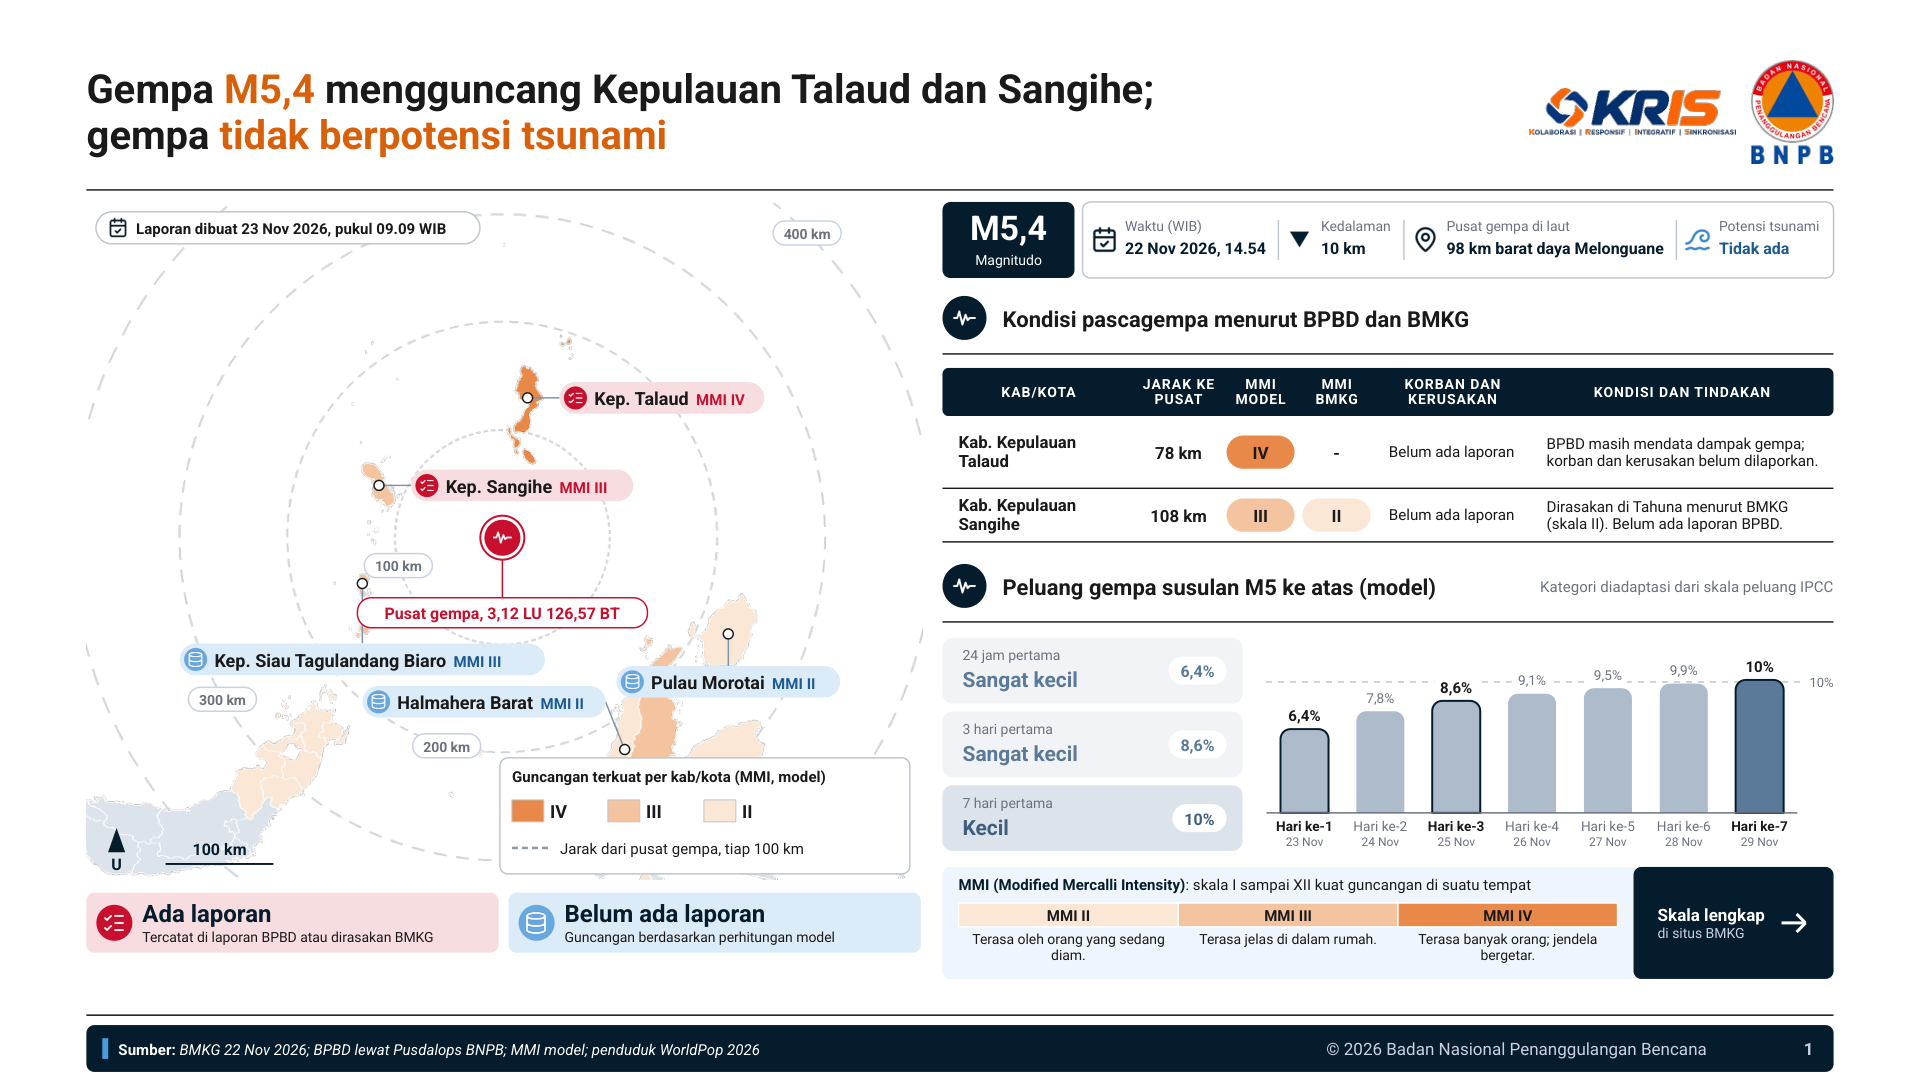 Gempa M5,4 mengguncang Kepulauan Talaud dan Sangihe;
gempa tidak berpotensi tsunami
KRIS
KOLABORASI | RESPONSIF | INTEGRATIF | SINKRONISASI
BADAN NASIONAL
PENANGGULANGAN BENCANA
BNPB
Laporan dibuat 23 Nov 2026, pukul 09.09 WIB
400 km
Kep. Talaud MMI IV
Kep. Sangihe MMI III
100 km
Pusat gempa, 3,12 LU 126,57 BT
Kep. Siau Tagulandang Biaro MMI III
Pulau Morotai MMI II
300 km
Halmahera Barat MMI II
200 km
Guncangan terkuat per kab/kota (MMI, model)
IV
III
II
Jarak dari pusat gempa, tiap 100 km
U
100 km
Ada laporan
Tercatat di laporan BPBD atau dirasakan BMKG
Belum ada laporan
Guncangan berdasarkan perhitungan model
M5,4
Magnitudo
Waktu (WIB)
22 Nov 2026, 14.54
Kedalaman
10 km
Pusat gempa di laut
98 km barat daya Melonguane
Potensi tsunami
Tidak ada
Kondisi pascagempa menurut BPBD dan BMKG
KAB/KOTA
JARAK KE
PUSAT
MMI
MODEL
MMI
BMKG
KORBAN DAN
KERUSAKAN
KONDISI DAN TINDAKAN
Kab. Kepulauan
Talaud
78 km
IV
-
Belum ada laporan
BPBD masih mendata dampak gempa;
korban dan kerusakan belum dilaporkan.
Kab. Kepulauan
Sangihe
108 km
III
II
Belum ada laporan
Dirasakan di Tahuna menurut BMKG
(skala II). Belum ada laporan BPBD.
Peluang gempa susulan M5 ke atas (model)
Kategori diadaptasi dari skala peluang IPCC
24 jam pertama
Sangat kecil
6,4%
3 hari pertama
Sangat kecil
8,6%
7 hari pertama
Kecil
10%
6,4%
7,8%
8,6%
9,1%
9,5%
9,9%
10%
10%
Hari ke-1
23 Nov
Hari ke-2
24 Nov
Hari ke-3
25 Nov
Hari ke-4
26 Nov
Hari ke-5
27 Nov
Hari ke-6
28 Nov
Hari ke-7
29 Nov
MMI (Modified Mercalli Intensity): skala I sampai XII kuat guncangan di suatu tempat
MMI II
MMI III
MMI IV
Terasa oleh orang yang sedang
diam.
Terasa jelas di dalam rumah.
Terasa banyak orang; jendela
bergetar.
Skala lengkap
di situs BMKG
Sumber: BMKG 22 Nov 2026; BPBD lewat Pusdalops BNPB; MMI model; penduduk WorldPop 2026
© 2026 Badan Nasional Penanggulangan Bencana
1